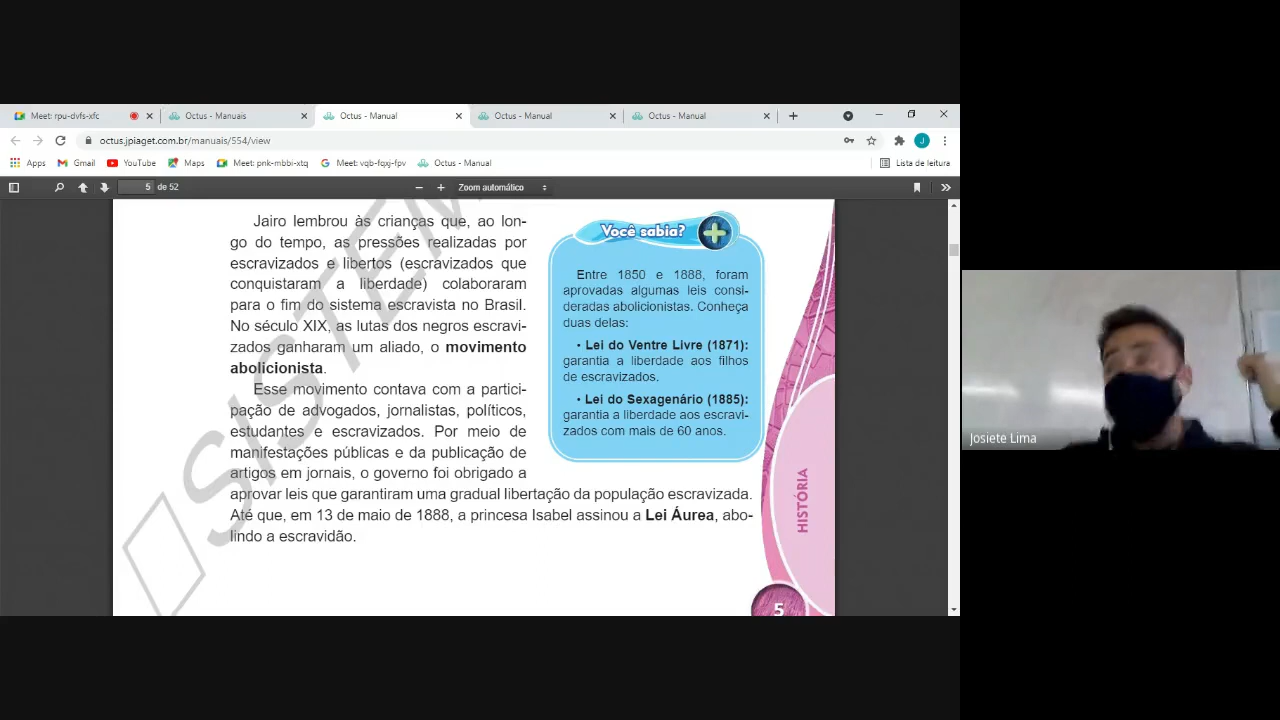 Meet: rpu-dvfs-xfc
Octus - Manuais
Octus - Manual
Octus - Manual
Octus - Manual
octus.jpiaget.com.br/manuais/554/view
J
Apps
Gmail
YouTube
Maps
Meet: pnk-mbbi-xtq
Meet: vqb-fqxj-fpv
Octus - Manual
Lista de leitura
5 de 52
Zoom automático
Jairo lembrou às crianças que, ao lon-
go do tempo, as pressões realizadas por
escravizados e libertos (escravizados que
conquistaram a liberdade) colaboraram
para o fim do sistema escravista no Brasil.
No século XIX, as lutas dos negros escravi-
zados ganharam um aliado, o movimento
abolicionista.
Esse movimento contava com a partici-
pação de advogados, jornalistas, políticos,
estudantes e escravizados. Por meio de
manifestações públicas e da publicação de
artigos em jornais, o governo foi obrigado a
aprovar leis que garantiram uma gradual libertação da população escravizada.
Até que, em 13 de maio de 1888, a princesa Isabel assinou a Lei Áurea, abo-
lindo a escravidão.
Você sabia?
Entre 1850 e 1888, foram
aprovadas algumas leis consi-
deradas abolicionistas. Conheça
duas delas:
• Lei do Ventre Livre (1871):
garantia a liberdade aos filhos
de escravizados.
• Lei do Sexagenário (1885):
garantia a liberdade aos escravi-
zados com mais de 60 anos.
SISTEM
HISTÓRIA
5
Josiete Lima